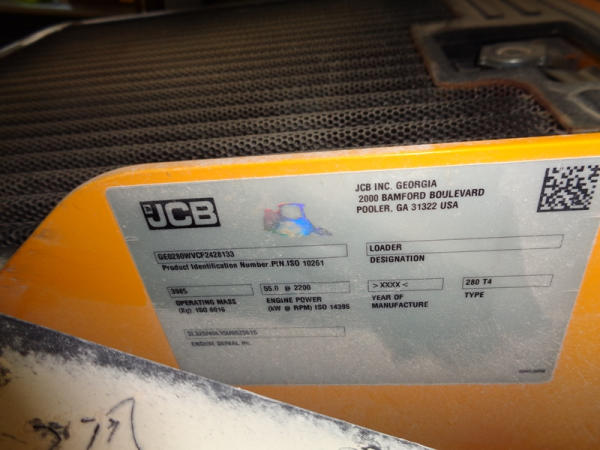 JCB
JCB INC. GEORGIA
2000 BAMFORD BOULEVARD
POOLER, GA 31322 USA
GEO280WVCF2428133
Product Identification Number P.I.N. ISO 10261
LOADER
DESIGNATION
3985
OPERATING MASS
(Kg) ISO 6016
55.0 @ 2200
ENGINE POWER
(kW @ RPM) ISO 14396
>XXXX<
YEAR OF
MANUFACTURE
280 T4
TYPE
ENGINE SERIAL No.